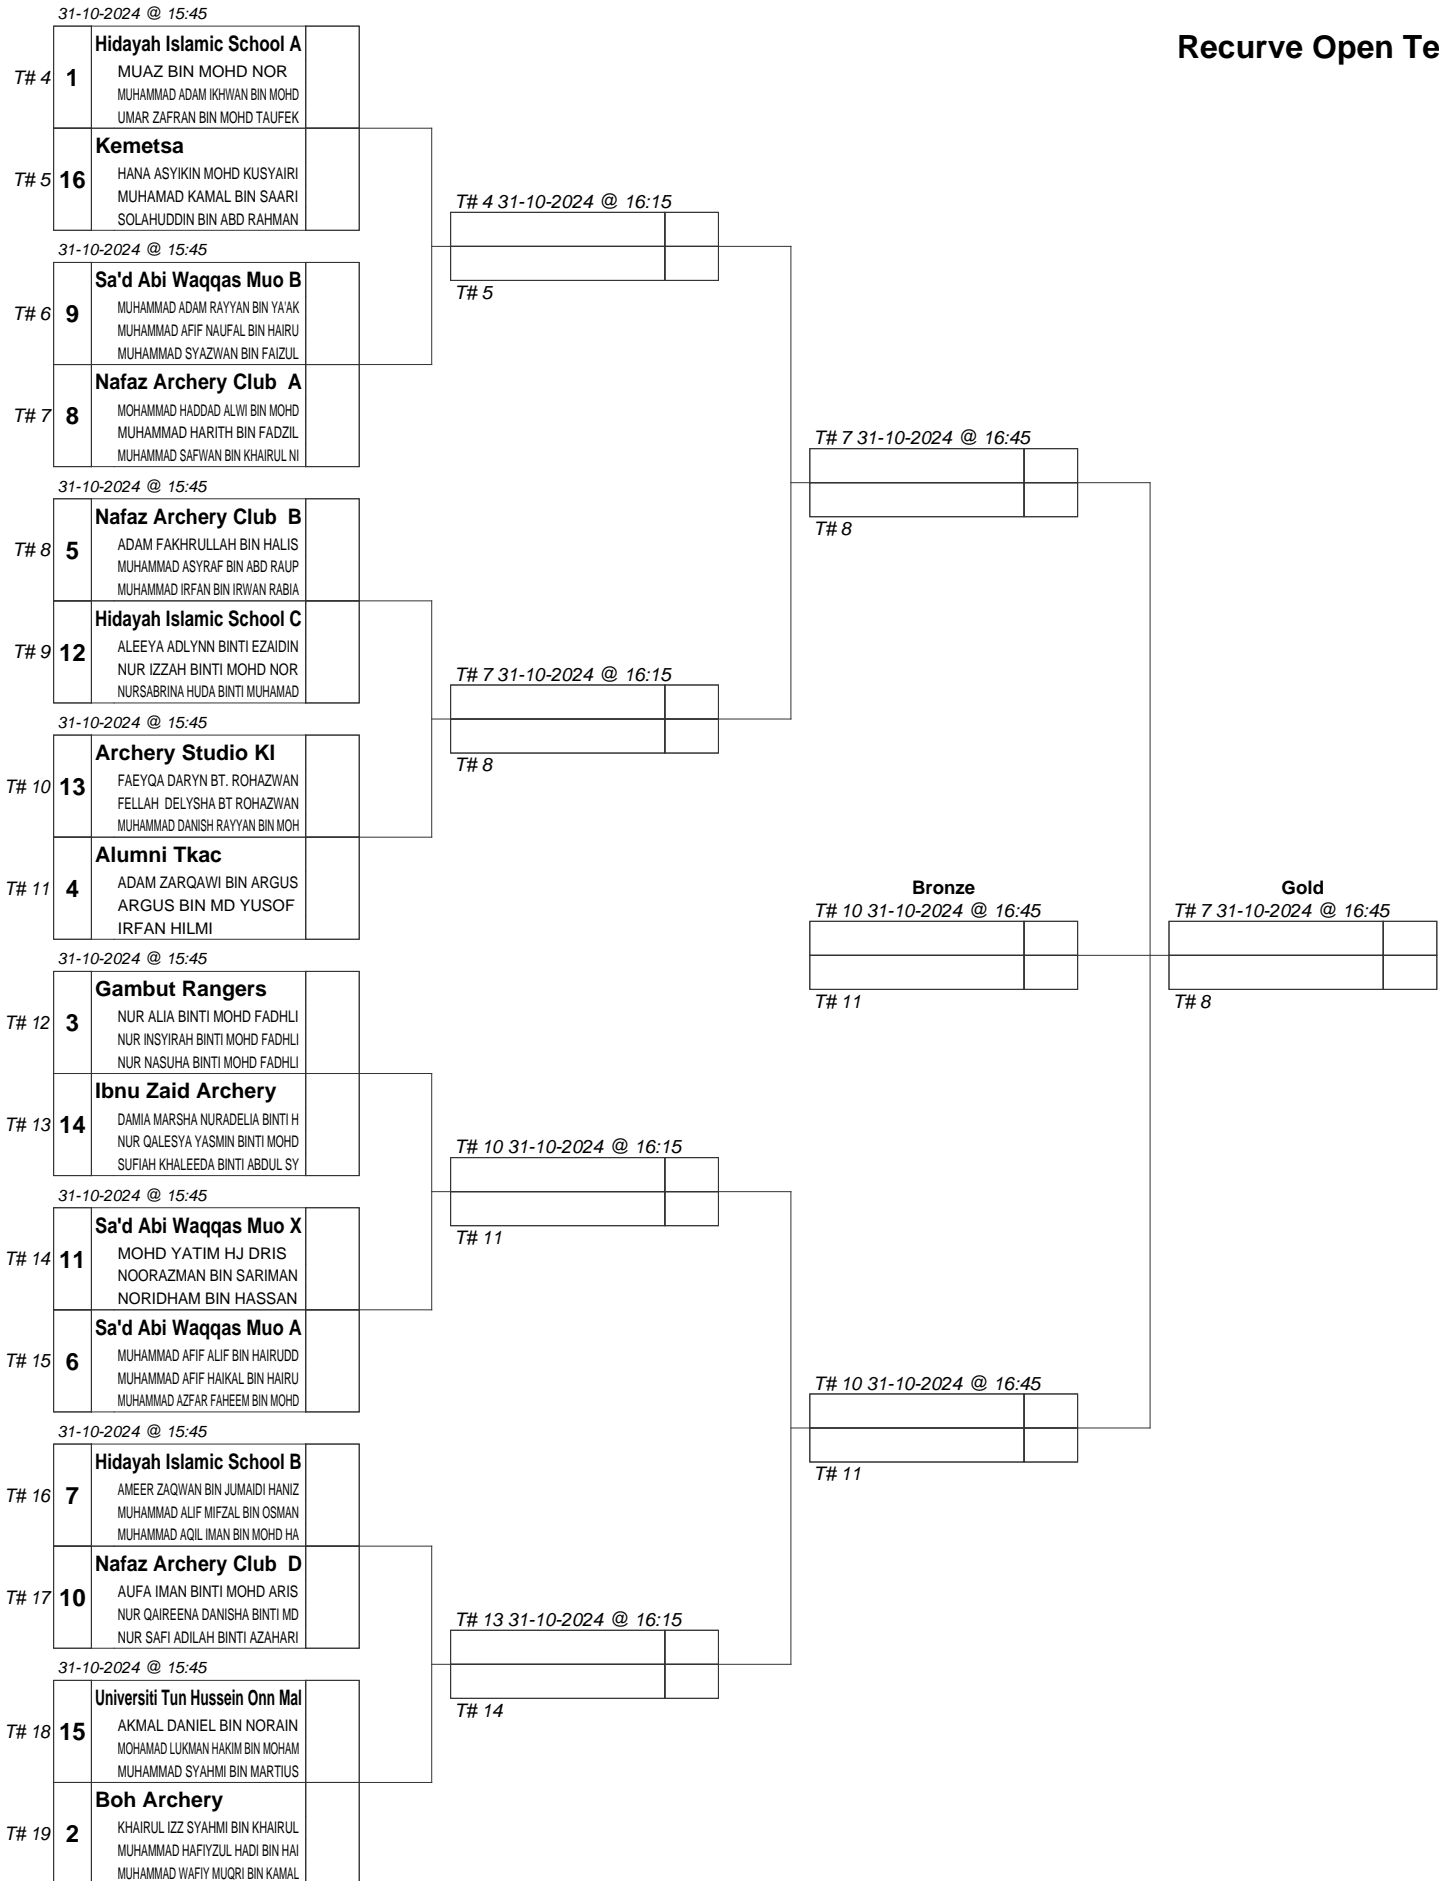 Recurve Open Te
31-10-2024 @ 15:45
Hidayah Islamic School A
T# 4 1 MUAZ BIN MOHD NOR
MUHAMMAD ADAM IKHWAN BIN MOHD
UMAR ZAFRAN BIN MOHD TAUFEK
Kemetsa
T# 5 16 HANA ASYIKIN MOHD KUSYAIRI
MUHAMAD KAMAL BIN SAARI
SOLAHUDDIN BIN ABD RAHMAN
31-10-2024 @ 15:45
Sa'd Abi Waqqas Muo B
T# 6 9 MUHAMMAD ADAM RAYYAN BIN YA'AK
MUHAMMAD AFIF NAUFAL BIN HAIRU
MUHAMMAD SYAZWAN BIN FAIZUL
Nafaz Archery Club A
T# 7 8 MOHAMMAD HADDAD ALWI BIN MOHD
MUHAMMAD HARITH BIN FADZIL
MUHAMMAD SAFWAN BIN KHAIRUL NI
31-10-2024 @ 15:45
Nafaz Archery Club B
T# 8 5 ADAM FAKHRULLAH BIN HALIS
MUHAMMAD ASYRAF BIN ABD RAUP
MUHAMMAD IRFAN BIN IRWAN RABIA
Hidayah Islamic School C
T# 9 12 ALEEYA ADLYNN BINTI EZAIDIN
NUR IZZAH BINTI MOHD NOR
NURSABRINA HUDA BINTI MUHAMAD
31-10-2024 @ 15:45
Archery Studio Kl
T# 10 13 FAEYQA DARYN BT. ROHAZWAN
FELLAH DELYSHA BT ROHAZWAN
MUHAMMAD DANISH RAYYAN BIN MOH
Alumni Tkac
T# 11 4 ADAM ZARQAWI BIN ARGUS
ARGUS BIN MD YUSOF
IRFAN HILMI
31-10-2024 @ 15:45
Gambut Rangers
T# 12 3 NUR ALIA BINTI MOHD FADHLI
NUR INSYIRAH BINTI MOHD FADHLI
NUR NASUHA BINTI MOHD FADHLI
Ibnu Zaid Archery
T# 13 14 DAMIA MARSHA NURADELIA BINTI H
NUR QALESYA YASMIN BINTI MOHD
SUFIAH KHALEEDA BINTI ABDUL SY
31-10-2024 @ 15:45
Sa'd Abi Waqqas Muo X
T# 14 11 MOHD YATIM HJ DRIS
NOORAZMAN BIN SARIMAN
NORIDHAM BIN HASSAN
Sa'd Abi Waqqas Muo A
T# 15 6 MUHAMMAD AFIF ALIF BIN HAIRUDD
MUHAMMAD AFIF HAIKAL BIN HAIRU
MUHAMMAD AZFAR FAHEEM BIN MOHD
31-10-2024 @ 15:45
Hidayah Islamic School B
T# 16 7 AMEER ZAQWAN BIN JUMAIDI HANIZ
MUHAMMAD ALIF MIFZAL BIN OSMAN
MUHAMMAD AQIL IMAN BIN MOHD HA
Nafaz Archery Club D
T# 17 10 AUFA IMAN BINTI MOHD ARIS
NUR QAIREENA DANISHA BINTI MD
NUR SAFI ADILAH BINTI AZAHARI
31-10-2024 @ 15:45
Universiti Tun Hussein Onn Mal
T# 18 15 AKMAL DANIEL BIN NORAIN
MOHAMAD LUKMAN HAKIM BIN MOHAM
MUHAMMAD SYAHMI BIN MARTIUS
Boh Archery
T# 19 2 KHAIRUL IZZ SYAHMI BIN KHAIRUL
MUHAMMAD HAFIYZUL HADI BIN HAI
MUHAMMAD WAFIY MUQRI BIN KAMAL
T# 4 31-10-2024 @ 16:15
T# 5
T# 7 31-10-2024 @ 16:15
T# 8
T# 10 31-10-2024 @ 16:15
T# 11
T# 13 31-10-2024 @ 16:15
T# 14
T# 7 31-10-2024 @ 16:45
T# 8
Bronze
T# 10 31-10-2024 @ 16:45
T# 11
T# 10 31-10-2024 @ 16:45
T# 11
Gold
T# 7 31-10-2024 @ 16:45
T# 8